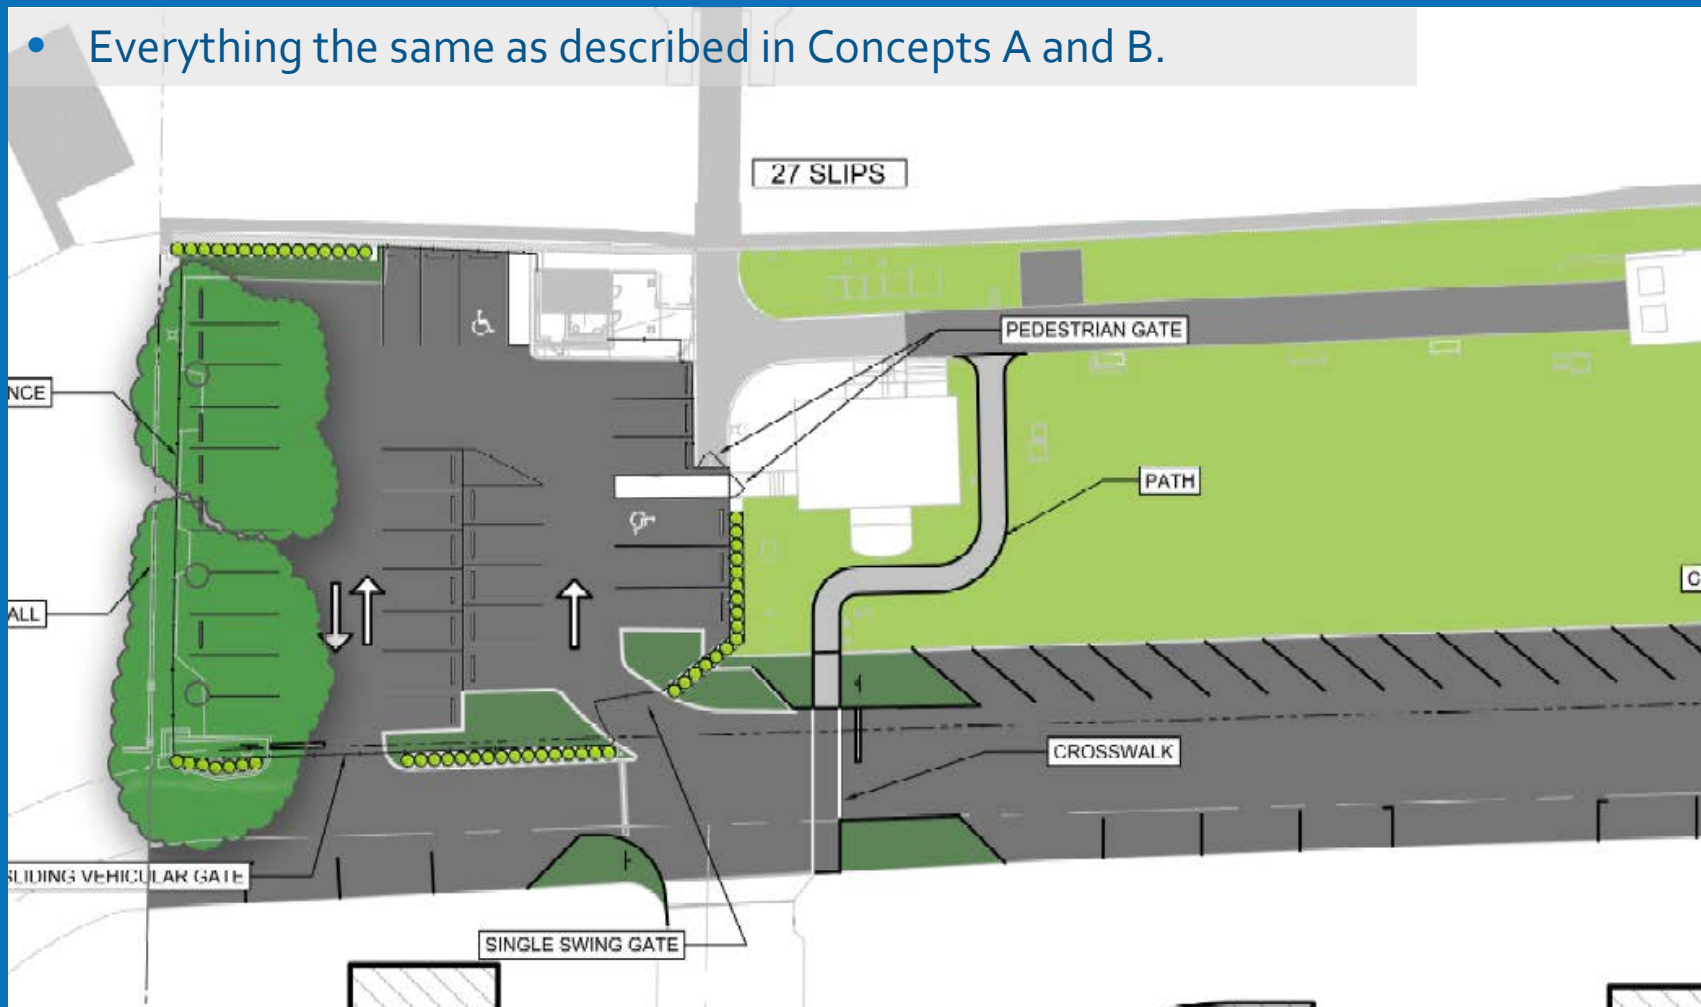 • Everything the same as described in Concepts A and B.
27 SLIPS
PEDESTRIAN GATE
NCE
PATH
C
ALL
CROSSWALK
SLIDING VEHICULAR GATE
SINGLE SWING GATE